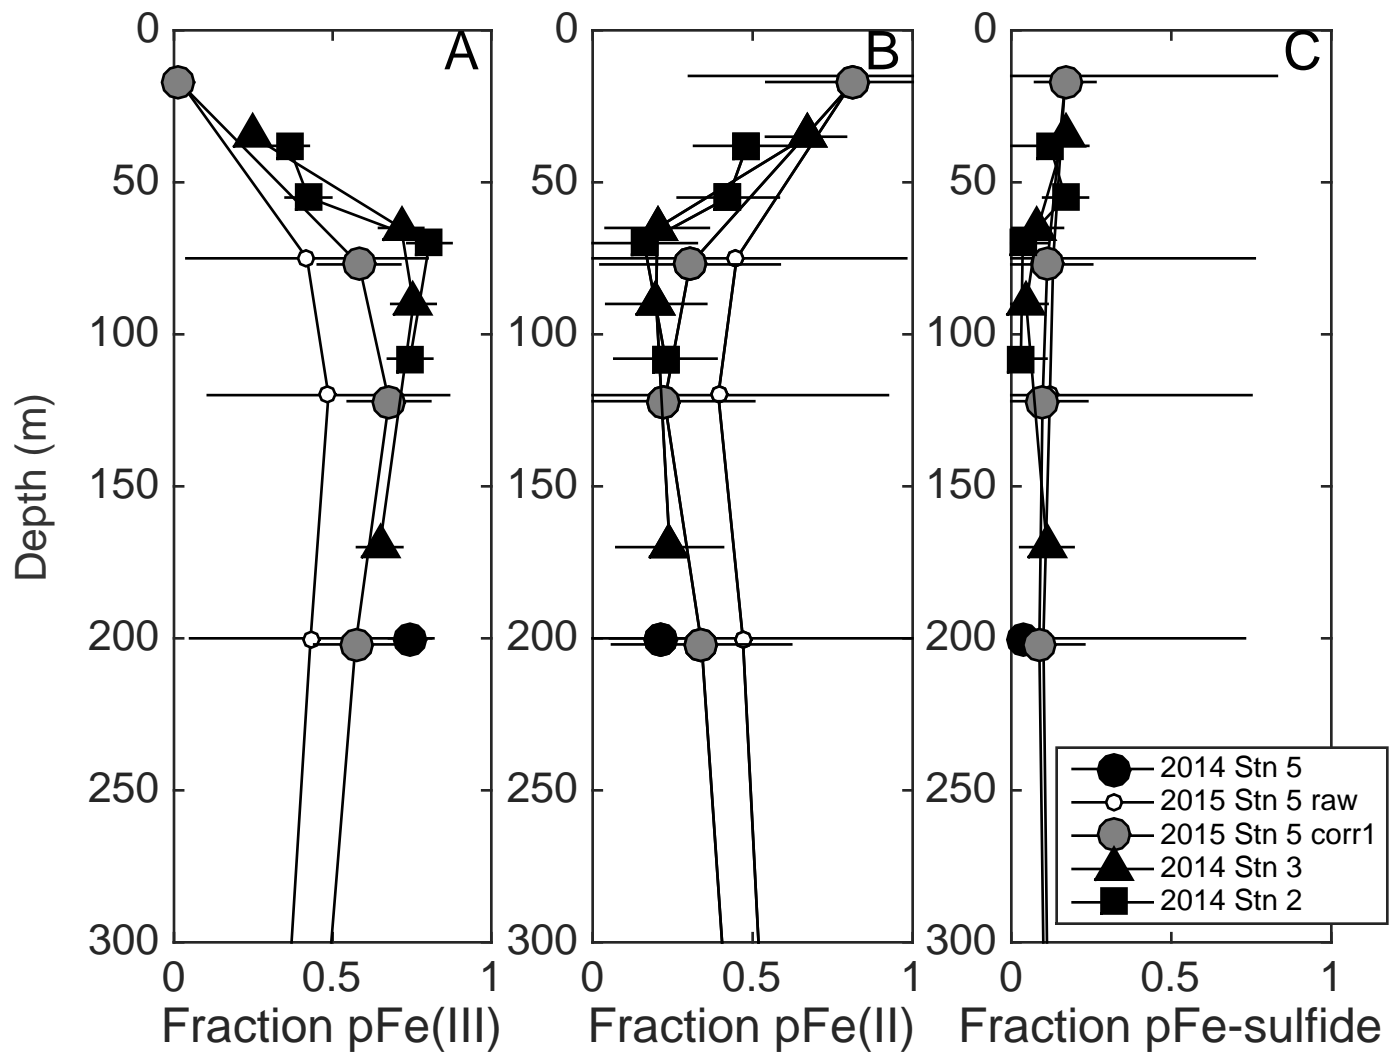 A
B
C
0
50
100
150
200
250
300
0
50
100
150
200
250
300
0
50
100
150
200
250
300
Depth (m)
0 0.5 1
0 0.5 1
0 0.5 1
Fraction pFe(III)
Fraction pFe(II)
Fraction pFe-sulfide
2014 Stn 5
2015 Stn 5 raw
2015 Stn 5 corr1
2014 Stn 3
2014 Stn 2